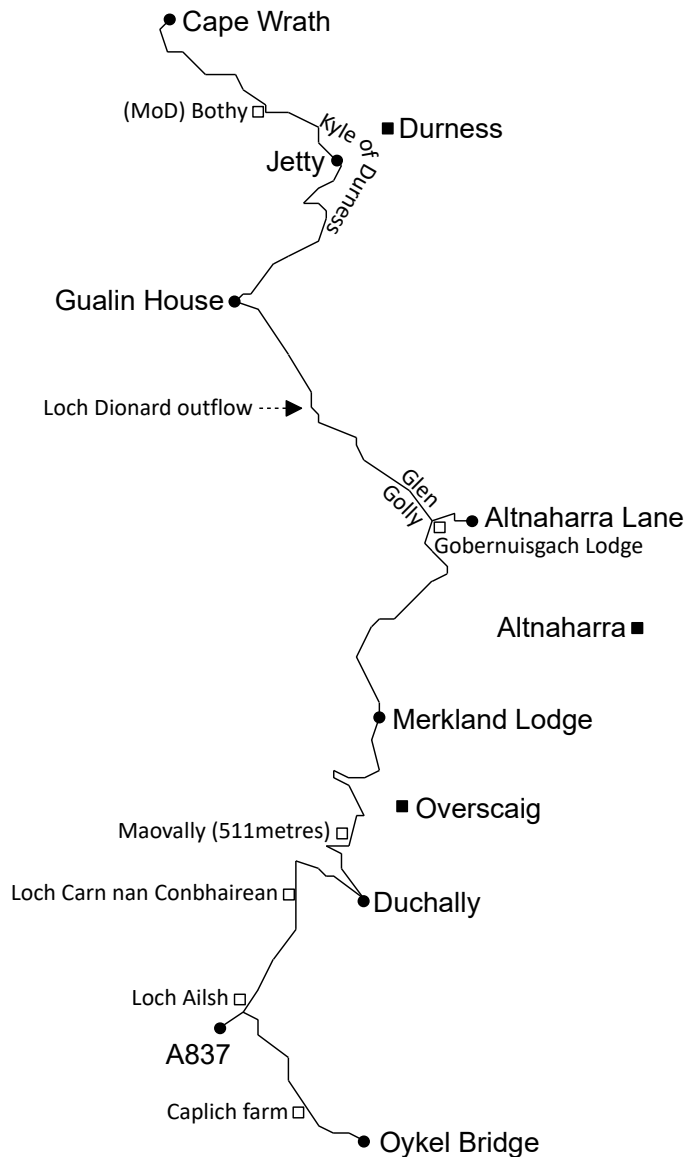 Cape Wrath
(MoD) Bothy
Kyle of Durness
Durness
Jetty
Gualin House
Loch Dionard outflow
Glen
Golly
Altnaharra Lane
Gobernuisgach Lodge
Altnaharra
Merkland Lodge
Overscaig
Maovally (511metres)
Loch Carn nan Conbhairean
Duchally
Loch Ailsh
A837
Caplich farm
Oykel Bridge